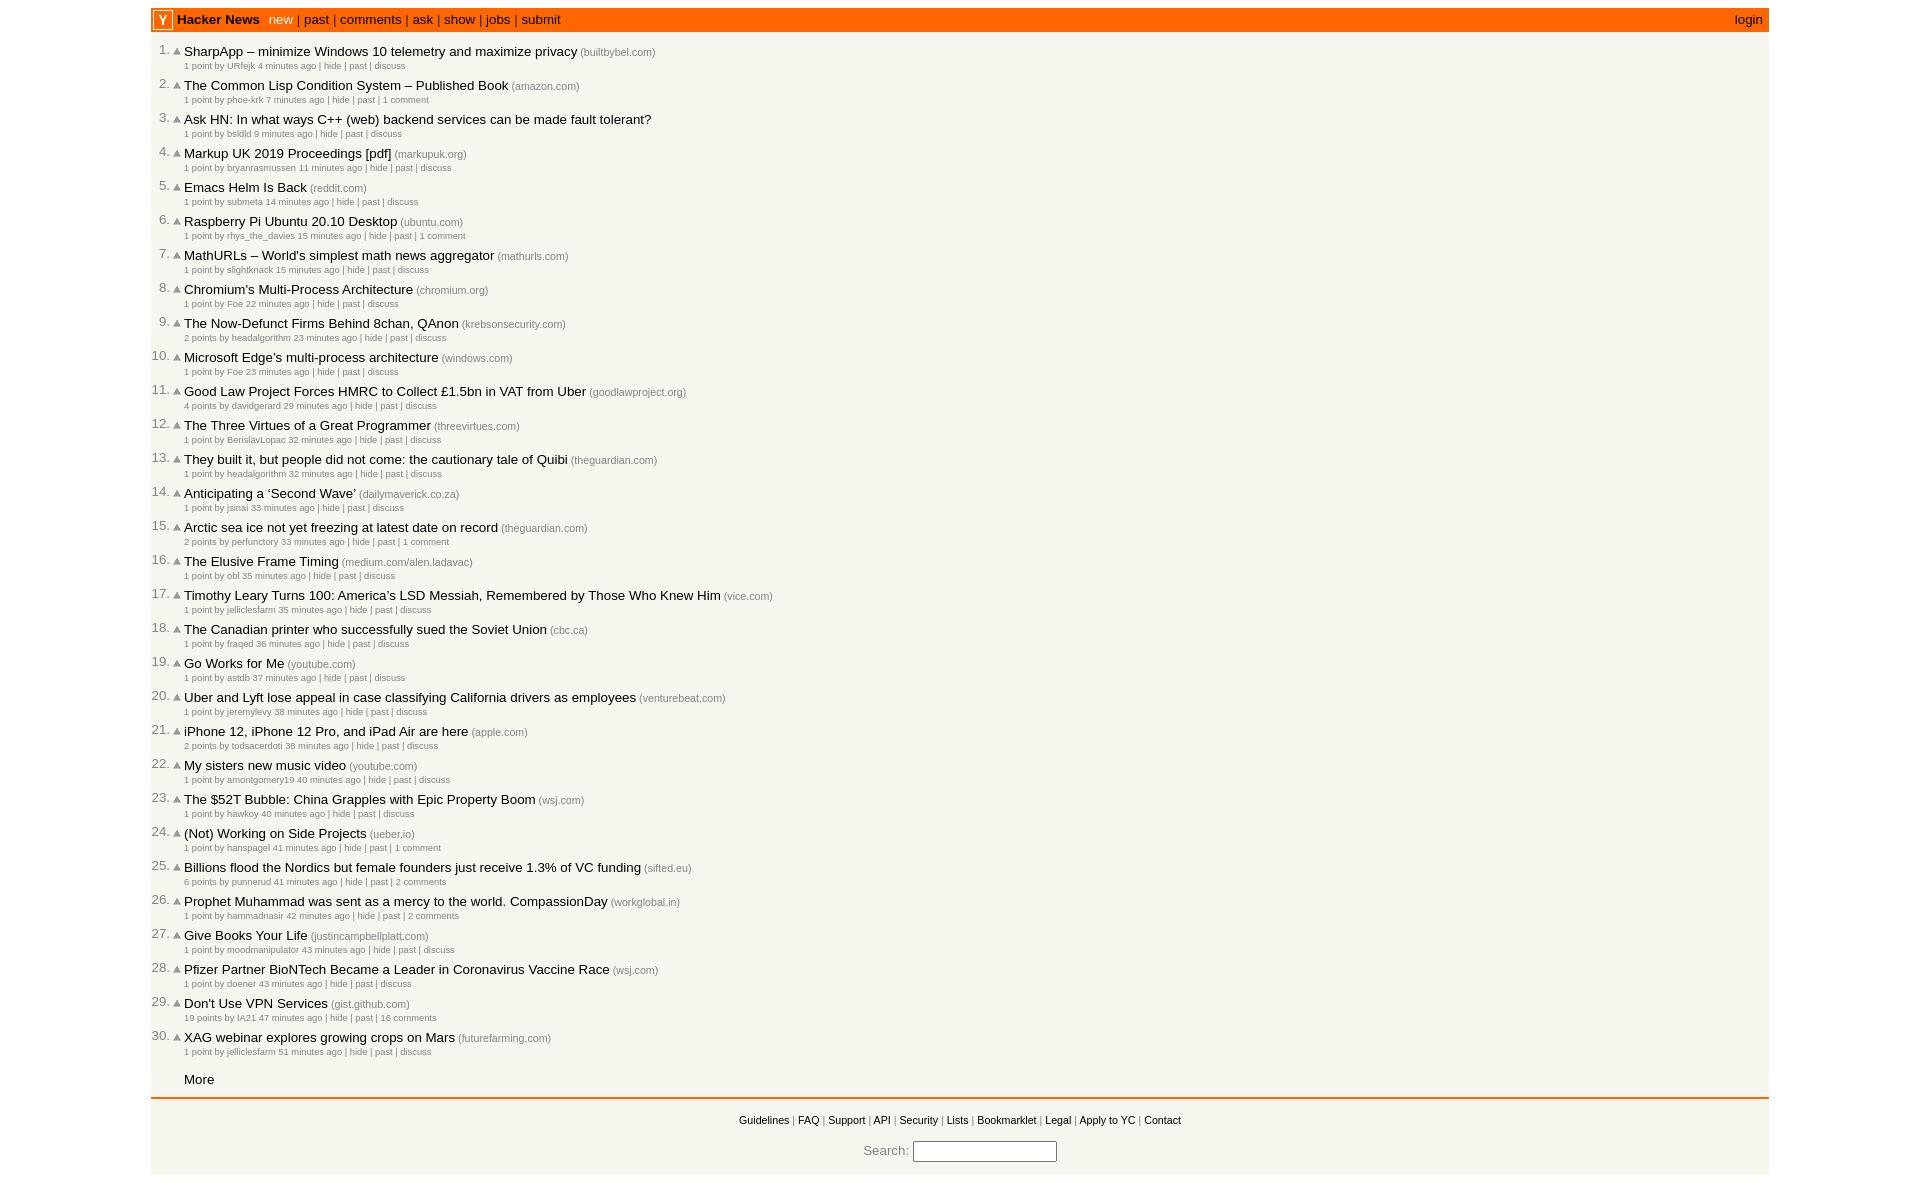 Y Hacker News new | past | comments | ask | show | jobs | submit login
1. SharpApp – minimize Windows 10 telemetry and maximize privacy (builtbybel.com)
1 point by URfejk 4 minutes ago | hide | past | discuss
2. The Common Lisp Condition System – Published Book (amazon.com)
1 point by phoe-krk 7 minutes ago | hide | past | 1 comment
3. Ask HN: In what ways C++ (web) backend services can be made fault tolerant?
1 point by bsldld 9 minutes ago | hide | past | discuss
4. Markup UK 2019 Proceedings [pdf] (markupuk.org)
1 point by bryanrasmussen 11 minutes ago | hide | past | discuss
5. Emacs Helm Is Back (reddit.com)
1 point by submeta 14 minutes ago | hide | past | discuss
6. Raspberry Pi Ubuntu 20.10 Desktop (ubuntu.com)
1 point by rhys_the_davies 15 minutes ago | hide | past | 1 comment
7. MathURLs – World's simplest math news aggregator (mathurls.com)
1 point by slightknack 15 minutes ago | hide | past | discuss
8. Chromium's Multi-Process Architecture (chromium.org)
1 point by Foe 22 minutes ago | hide | past | discuss
9. The Now-Defunct Firms Behind 8chan, QAnon (krebsonsecurity.com)
2 points by headalgorithm 23 minutes ago | hide | past | discuss
10. Microsoft Edge’s multi-process architecture (windows.com)
1 point by Foe 23 minutes ago | hide | past | discuss
11. Good Law Project Forces HMRC to Collect £1.5bn in VAT from Uber (goodlawproject.org)
4 points by davidgerard 29 minutes ago | hide | past | discuss
12. The Three Virtues of a Great Programmer (threevirtues.com)
1 point by BerislavLopac 32 minutes ago | hide | past | discuss
13. They built it, but people did not come: the cautionary tale of Quibi (theguardian.com)
1 point by headalgorithm 32 minutes ago | hide | past | discuss
14. Anticipating a ‘Second Wave’ (dailymaverick.co.za)
1 point by jsinai 33 minutes ago | hide | past | discuss
15. Arctic sea ice not yet freezing at latest date on record (theguardian.com)
2 points by perfunctory 33 minutes ago | hide | past | 1 comment
16. The Elusive Frame Timing (medium.com/alen.ladavac)
1 point by obl 35 minutes ago | hide | past | discuss
17. Timothy Leary Turns 100: America’s LSD Messiah, Remembered by Those Who Knew Him (vice.com)
1 point by jelliclesfarm 35 minutes ago | hide | past | discuss
18. The Canadian printer who successfully sued the Soviet Union (cbc.ca)
1 point by fraqed 36 minutes ago | hide | past | discuss
19. Go Works for Me (youtube.com)
1 point by astdb 37 minutes ago | hide | past | discuss
20. Uber and Lyft lose appeal in case classifying California drivers as employees (venturebeat.com)
1 point by jeremylevy 38 minutes ago | hide | past | discuss
21. iPhone 12, iPhone 12 Pro, and iPad Air are here (apple.com)
2 points by todsacerdoti 38 minutes ago | hide | past | discuss
22. My sisters new music video (youtube.com)
1 point by amontgomery19 40 minutes ago | hide | past | discuss
23. The $52T Bubble: China Grapples with Epic Property Boom (wsj.com)
1 point by hawkoy 40 minutes ago | hide | past | discuss
24. (Not) Working on Side Projects (ueber.io)
1 point by hanspagel 41 minutes ago | hide | past | 1 comment
25. Billions flood the Nordics but female founders just receive 1.3% of VC funding (sifted.eu)
6 points by punnerud 41 minutes ago | hide | past | 2 comments
26. Prophet Muhammad was sent as a mercy to the world. CompassionDay (workglobal.in)
1 point by hammadnasir 42 minutes ago | hide | past | 2 comments
27. Give Books Your Life (justincampbellplatt.com)
1 point by moodmanipulator 43 minutes ago | hide | past | discuss
28. Pfizer Partner BioNTech Became a Leader in Coronavirus Vaccine Race (wsj.com)
1 point by doener 43 minutes ago | hide | past | discuss
29. Don't Use VPN Services (gist.github.com)
19 points by IA21 47 minutes ago | hide | past | 16 comments
30. XAG webinar explores growing crops on Mars (futurefarming.com)
1 point by jelliclesfarm 51 minutes ago | hide | past | discuss
More
Guidelines | FAQ | Support | API | Security | Lists | Bookmarklet | Legal | Apply to YC | Contact
Search: